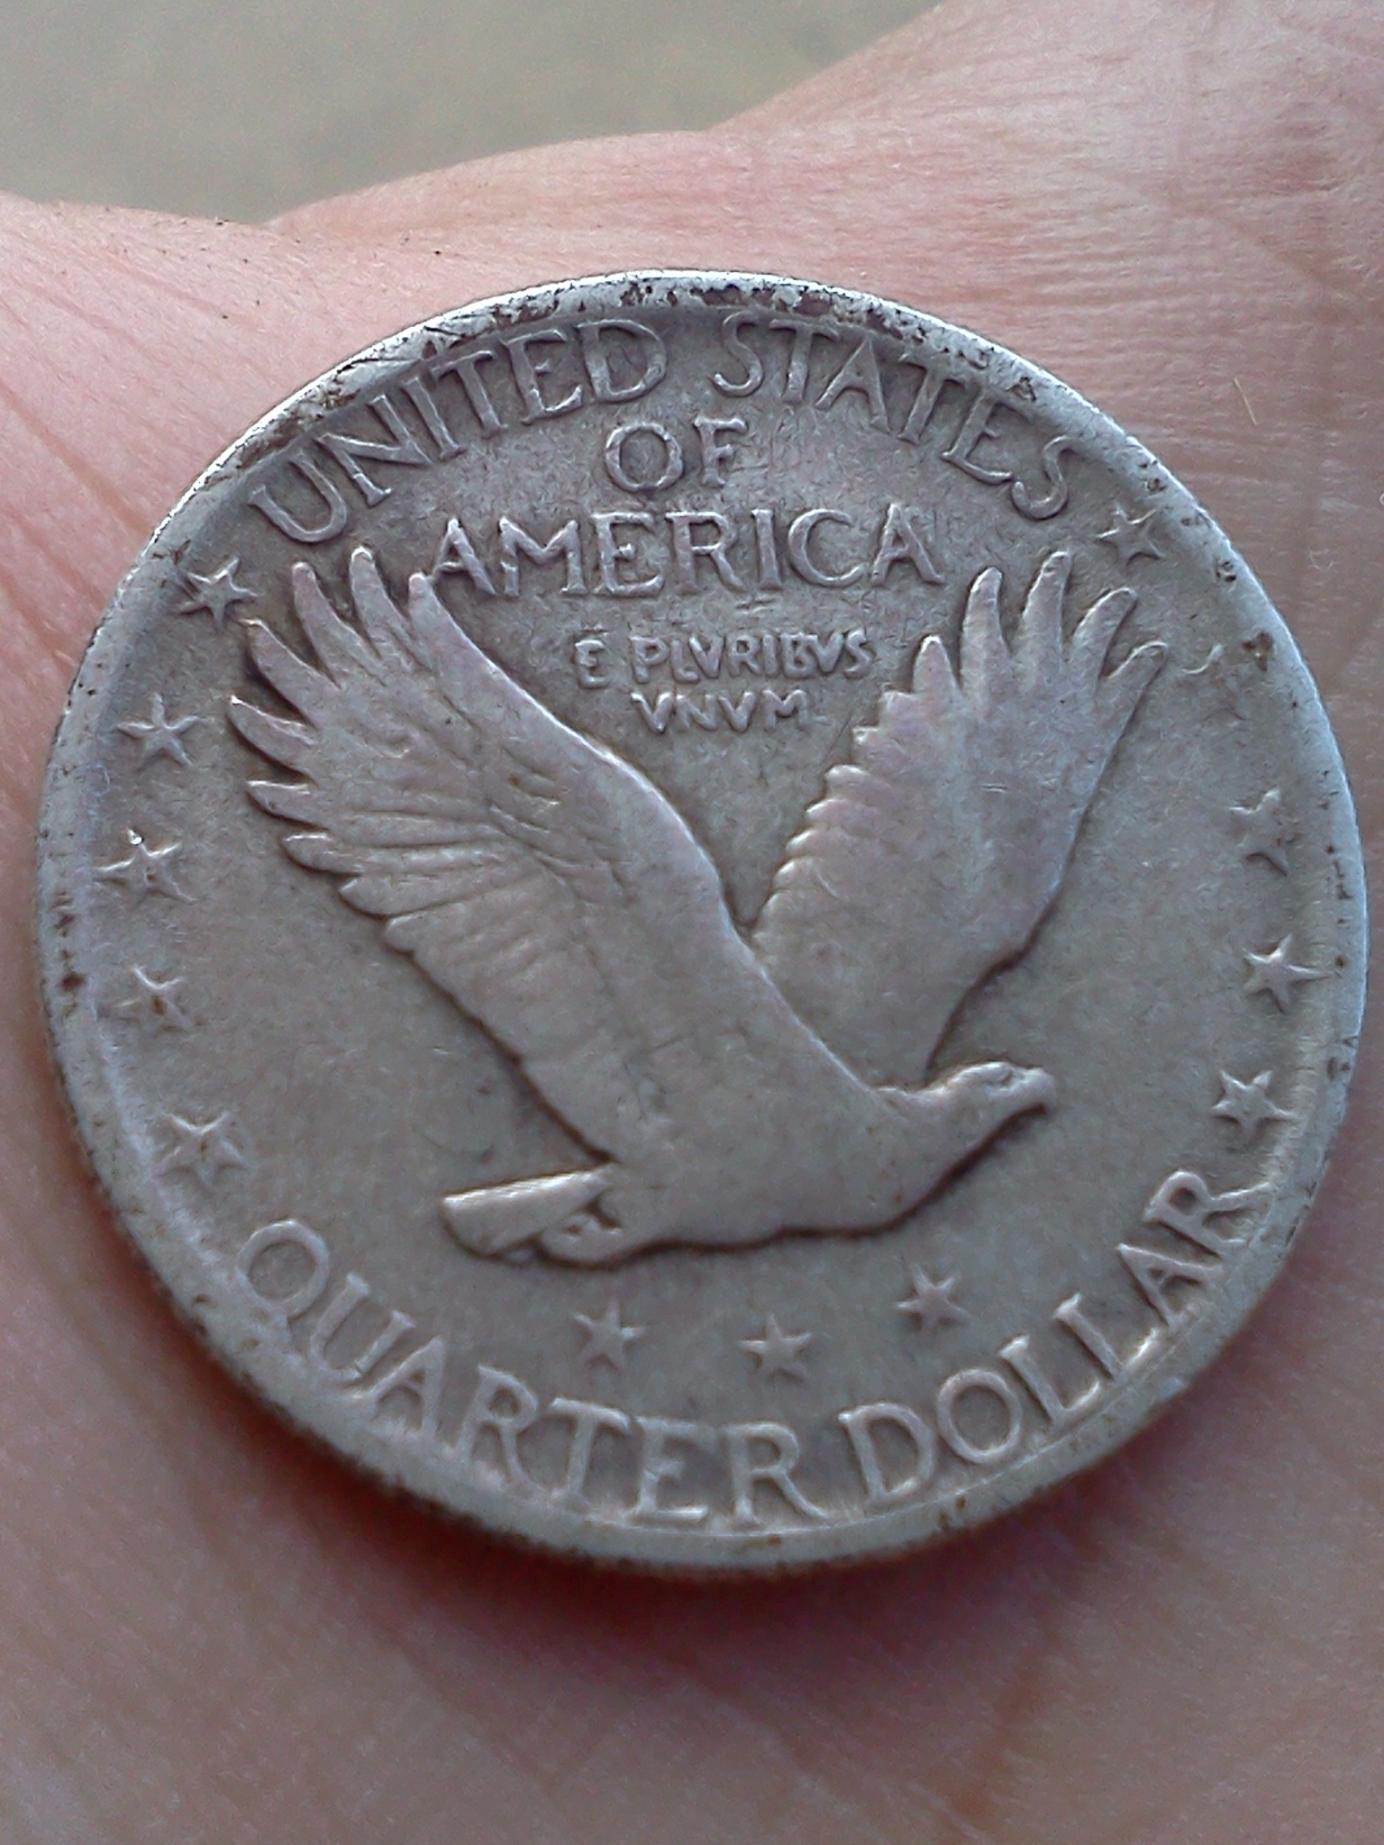 UNITED STATES
OF
AMERICA
E PLVRIBVS
VNVM
QUARTER DOLLAR